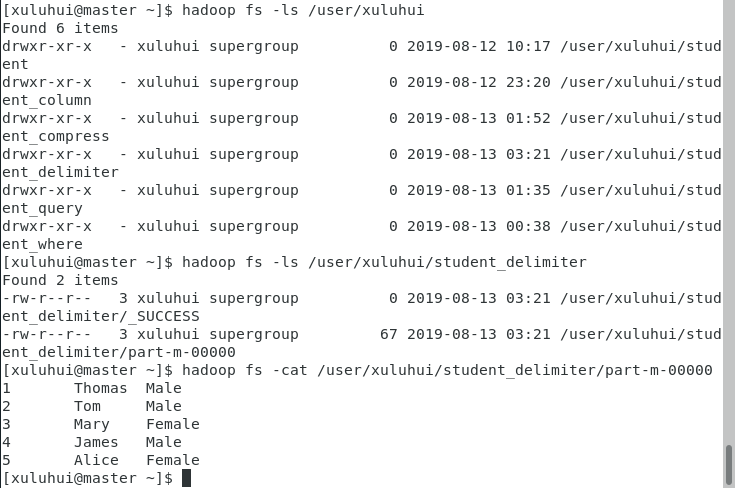 [xuluhui@master ~]$ hadoop fs -ls /user/xuluhui
Found 6 items
drwxr-xr-x   - xuluhui supergroup          0 2019-08-12 10:17 /user/xuluhui/stud
ent
drwxr-xr-x   - xuluhui supergroup          0 2019-08-12 23:20 /user/xuluhui/stud
ent_column
drwxr-xr-x   - xuluhui supergroup          0 2019-08-13 01:52 /user/xuluhui/stud
ent_compress
drwxr-xr-x   - xuluhui supergroup          0 2019-08-13 03:21 /user/xuluhui/stud
ent_delimiter
drwxr-xr-x   - xuluhui supergroup          0 2019-08-13 01:35 /user/xuluhui/stud
ent_query
drwxr-xr-x   - xuluhui supergroup          0 2019-08-13 00:38 /user/xuluhui/stud
ent_where
[xuluhui@master ~]$ hadoop fs -ls /user/xuluhui/student_delimiter
Found 2 items
-rw-r--r--   3 xuluhui supergroup          0 2019-08-13 03:21 /user/xuluhui/stud
ent_delimiter/_SUCCESS
-rw-r--r--   3 xuluhui supergroup         67 2019-08-13 03:21 /user/xuluhui/stud
ent_delimiter/part-m-00000
[xuluhui@master ~]$ hadoop fs -cat /user/xuluhui/student_delimiter/part-m-00000
1       Thomas  Male
2       Tom     Male
3       Mary    Female
4       James   Male
5       Alice   Female
[xuluhui@master ~]$